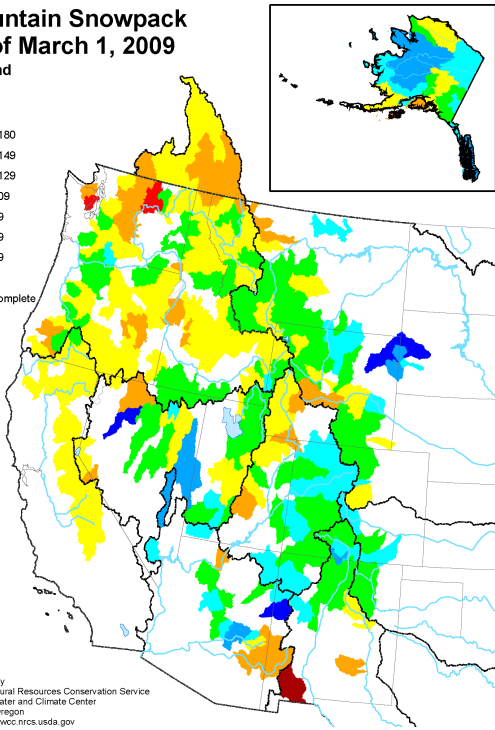 untain Snowpack
of March 1, 2009
nd
180
149
129
09
9
9
9
omplete
y
ural Resources Conservation Service
ater and Climate Center
regon
wcc.nrcs.usda.gov